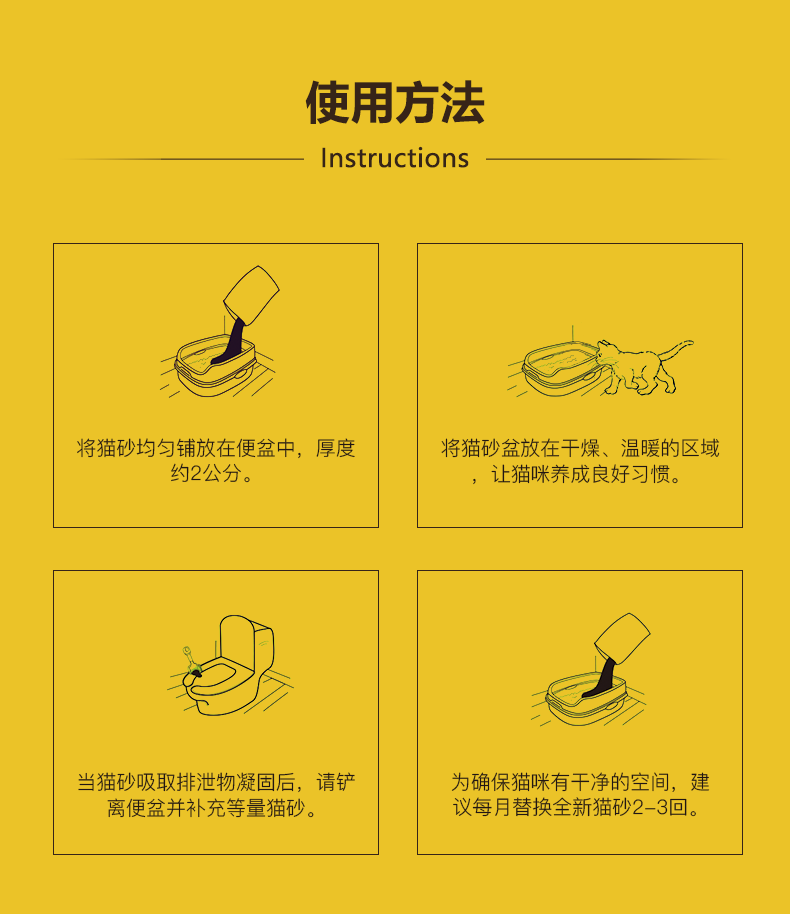 使用方法
Instructions
将猫砂均匀铺放在便盆中，厚度
约2公分。
将猫砂盆放在干燥、温暖的区域
，让猫咪养成良好习惯。
当猫砂吸取排泄物凝固后，请铲
离便盆并补充等量猫砂。
为确保猫咪有干净的空间，建
议每月替换全新猫砂2-3回。